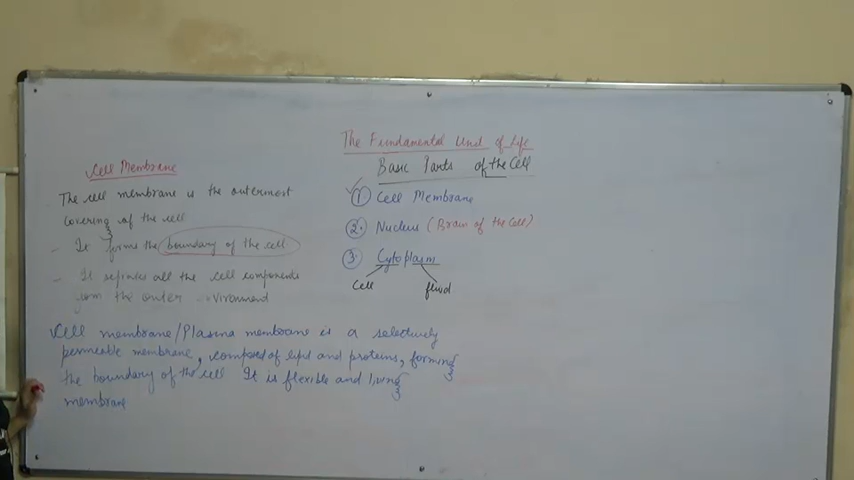 The Fundamental Unit of Life
Basic Parts of the Cell
① Cell Membrane
②. Nucleus (Brain of the Cell)
③. Cytoplasm
Cell fluid
Cell Membrane
The cell membrane is the outermost
covering of the cell
- It forms the boundary of the cell
- It seprates all the cell components
from the outer
Cell membrane/Plasma membrane is a selectively
permeable membrane, composed of lipid and proteins, forming
the boundary of the cell It is flexible and living
membrane